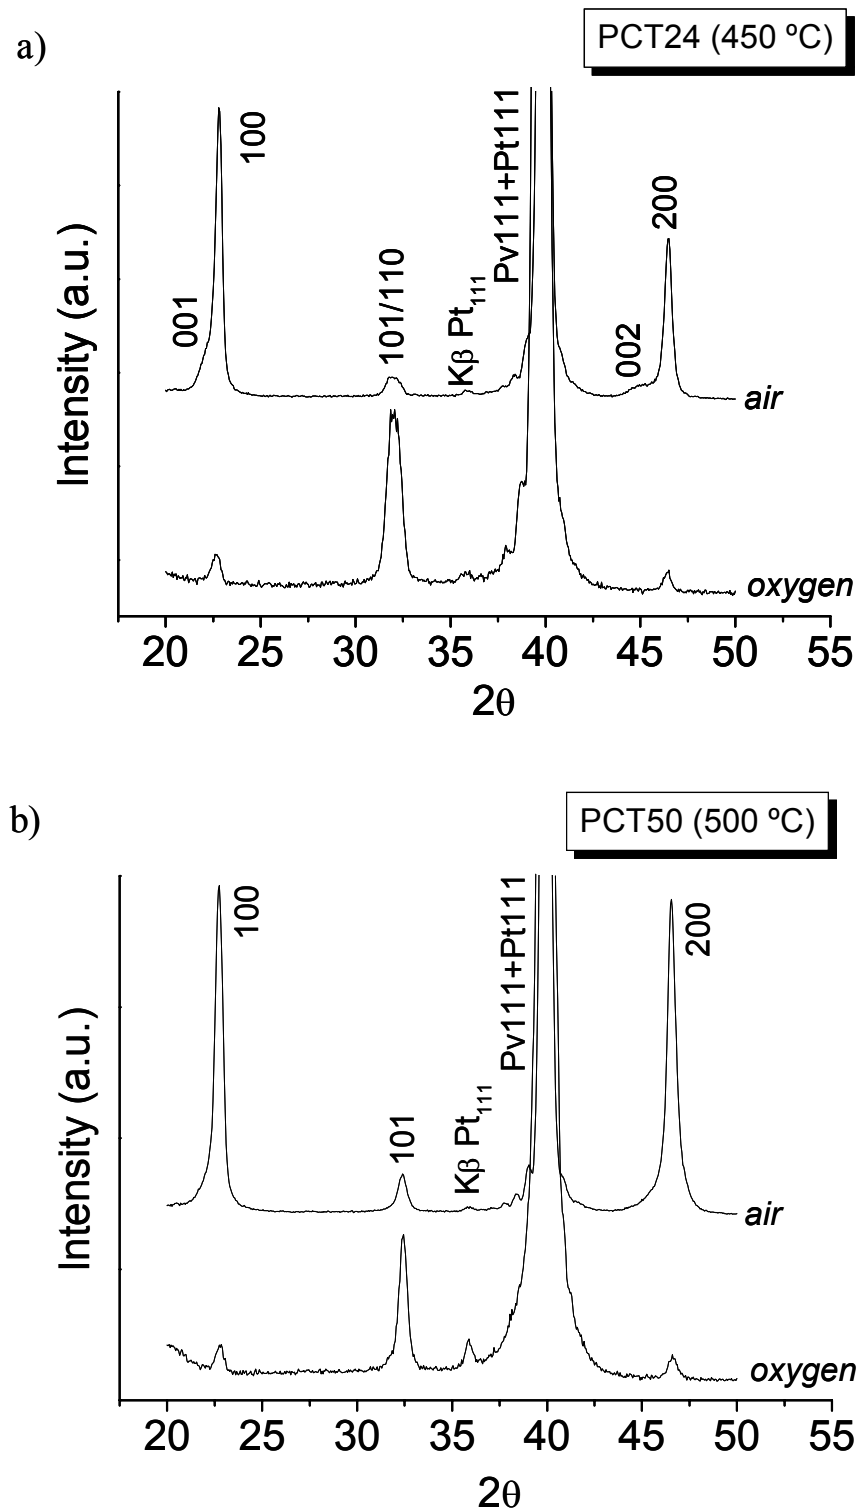 a)
PCT24 (450 ºC)
Intensity (a.u.)
001
100
101/110
Kβ Pt111
Pv111+Pt111
002
200
air
oxygen
20 25 30 35 40 45 50 55
2θ
b)
PCT50 (500 ºC)
Intensity (a.u.)
100
101
Kβ Pt111
Pv111+Pt111
200
air
oxygen
20 25 30 35 40 45 50 55
2θ